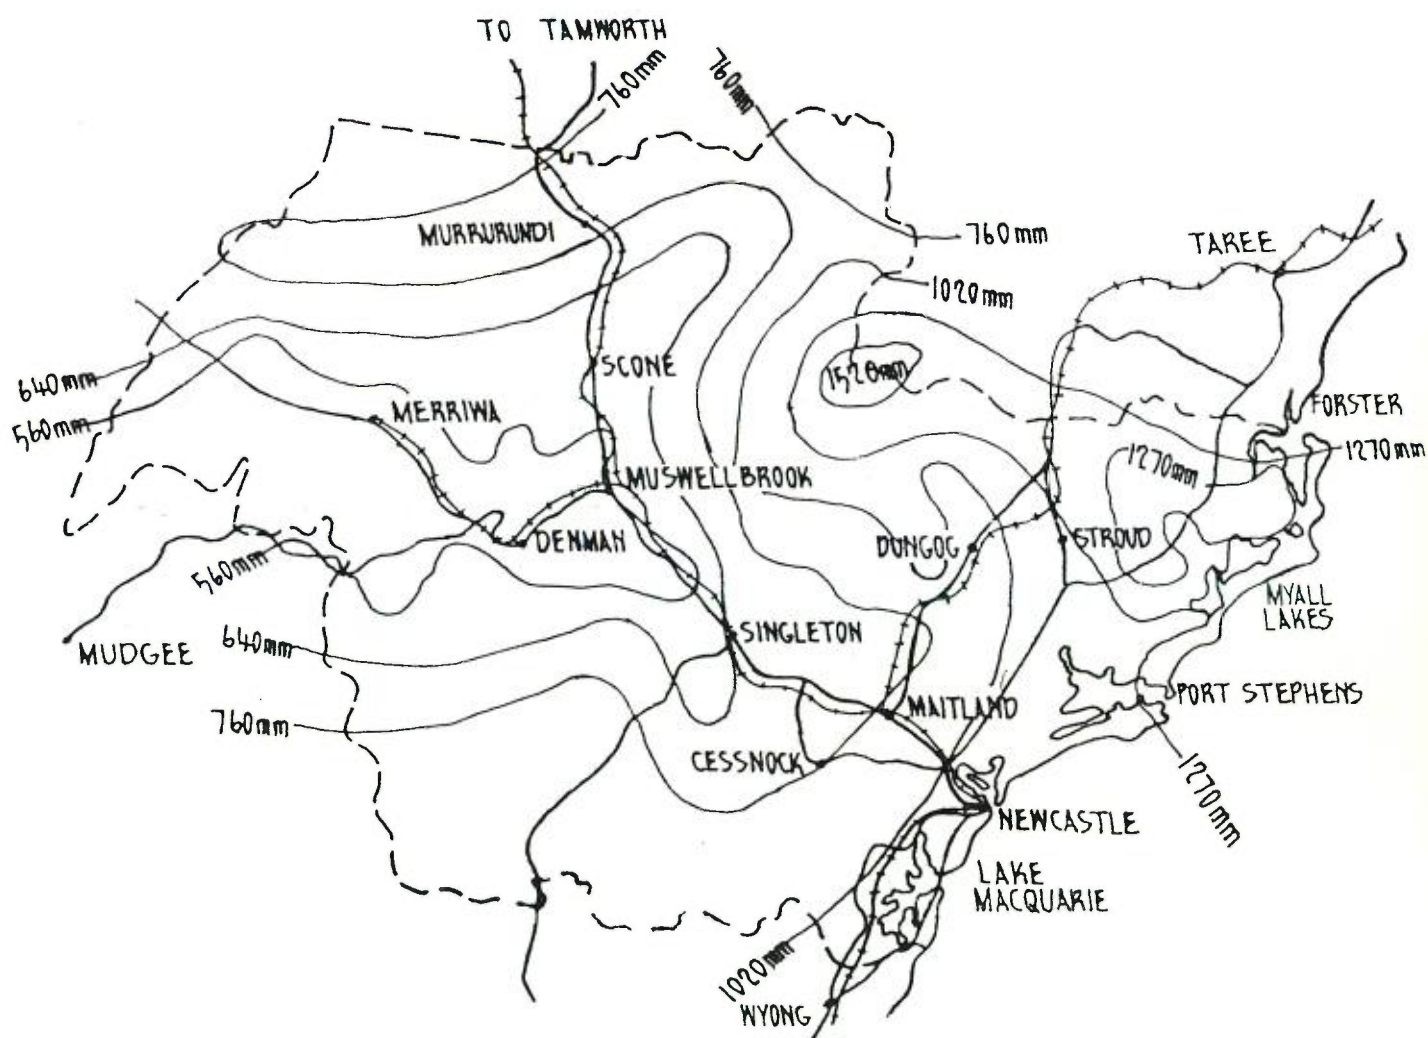 TO TAMWORTH
760mm
760mm
MURRURUNDI
760mm
TAREE
1020mm
640mm
SCONE
1520mm
560mm
MERRIWA
FORSTER
1270mm
1270mm
MUSWELLBROOK
DENMAN
DUNGOG
STROUD
560mm
MYALL
LAKES
MUDGEE
640mm
SINGLETON
PORT STEPHENS
760mm
MAITLAND
CESSNOCK
1270mm
NEWCASTLE
LAKE
MACQUARIE
1020mm
WYONG